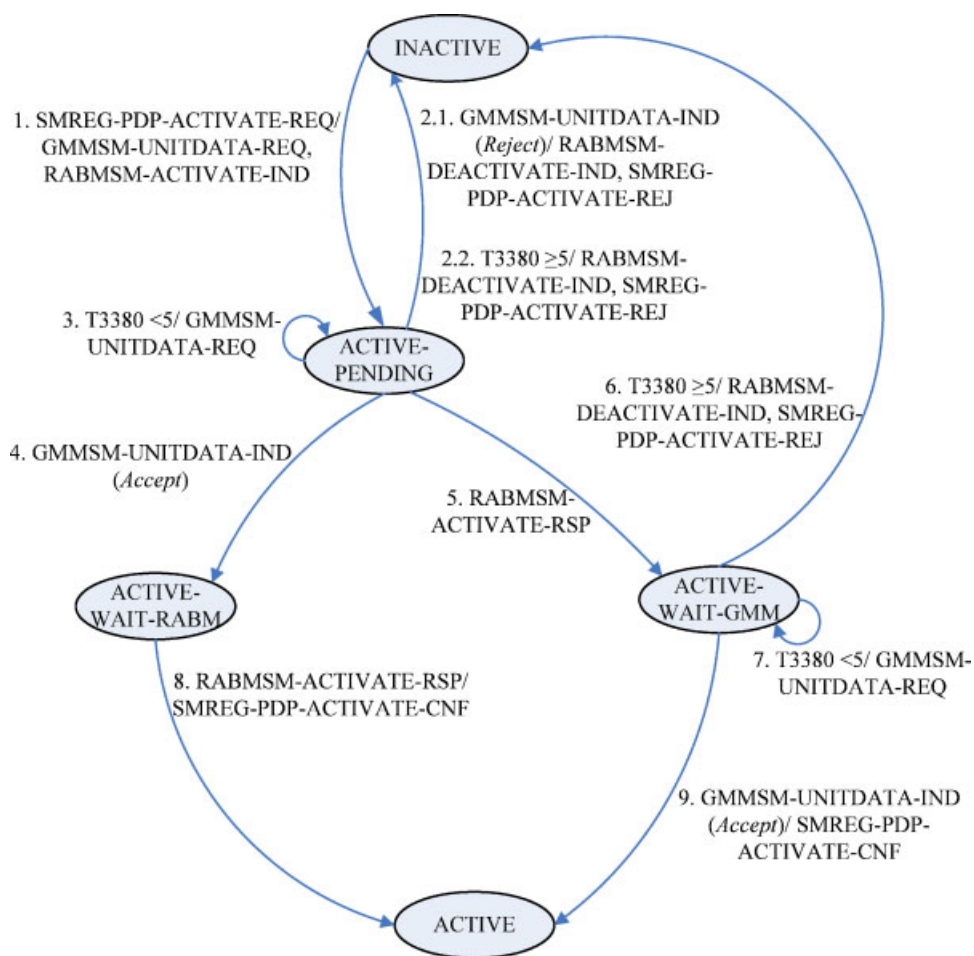 INACTIVE
1. SMREG-PDP-ACTIVATE-REQ/
GMMSM-UNITDATA-REQ,
RABMSM-ACTIVATE-IND
2.1. GMMSM-UNITDATA-IND
(Reject)/ RABMSM-
DEACTIVATE-IND, SMREG-
PDP-ACTIVATE-REJ
2.2. T3380 ≥5/ RABMSM-
DEACTIVATE-IND, SMREG-
PDP-ACTIVATE-REJ
3. T3380 <5/ GMMSM-
UNITDATA-REQ
ACTIVE-
PENDING
6. T3380 ≥5/ RABMSM-
DEACTIVATE-IND, SMREG-
PDP-ACTIVATE-REJ
4. GMMSM-UNITDATA-IND
(Accept)
5. RABMSM-
ACTIVATE-RSP
ACTIVE-
WAIT-RABM
ACTIVE-
WAIT-GMM
7. T3380 <5/ GMMSM-
UNITDATA-REQ
8. RABMSM-ACTIVATE-RSP/
SMREG-PDP-ACTIVATE-CNF
9. GMMSM-UNITDATA-IND
(Accept)/ SMREG-PDP-
ACTIVATE-CNF
ACTIVE